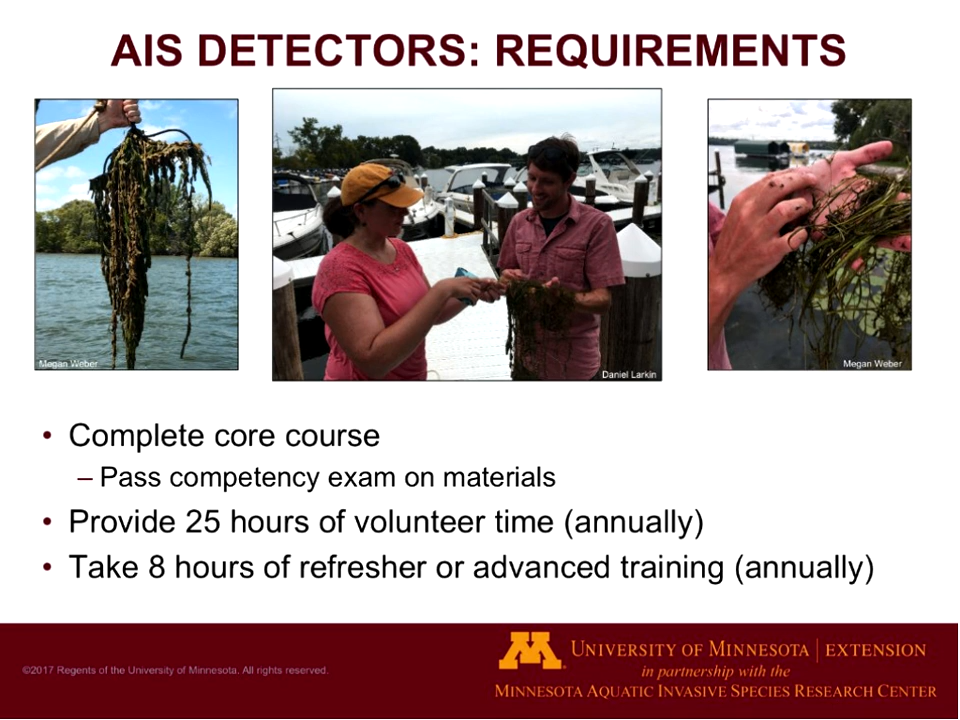 AIS DETECTORS: REQUIREMENTS
Megan Weber
Daniel Larkin
Megan Weber
• Complete core course
– Pass competency exam on materials
• Provide 25 hours of volunteer time (annually)
• Take 8 hours of refresher or advanced training (annually)
©2017 Regents of the University of Minnesota. All rights reserved.
M
UNIVERSITY OF MINNESOTA | EXTENSION
in partnership with the
MINNESOTA AQUATIC INVASIVE SPECIES RESEARCH CENTER